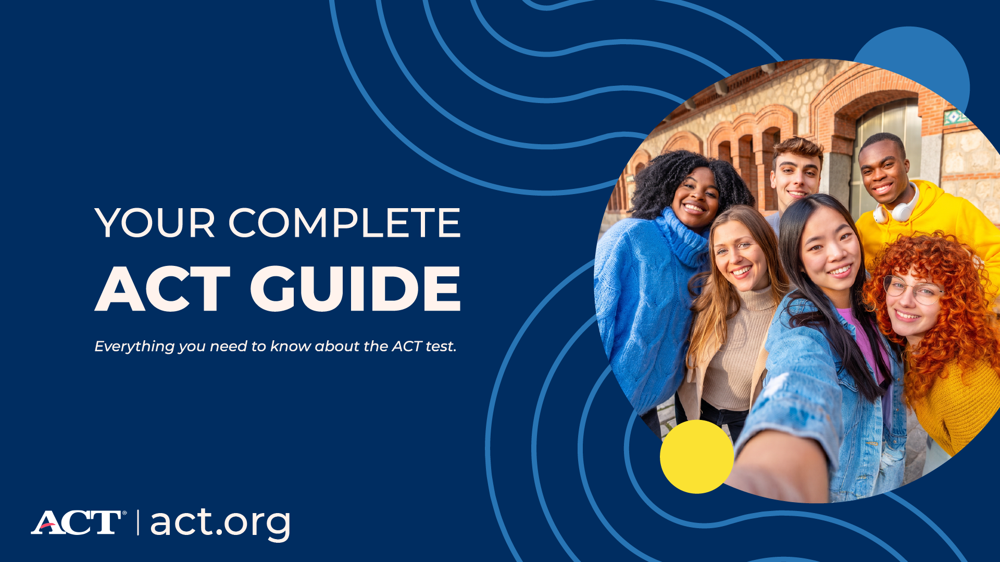 YOUR COMPLETE
ACT GUIDE
Everything you need to know about the ACT test.
ACT® | act.org